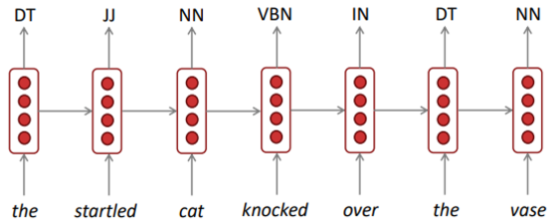 DT JJ NN VBN IN DT NN
the startled cat knocked over the vase